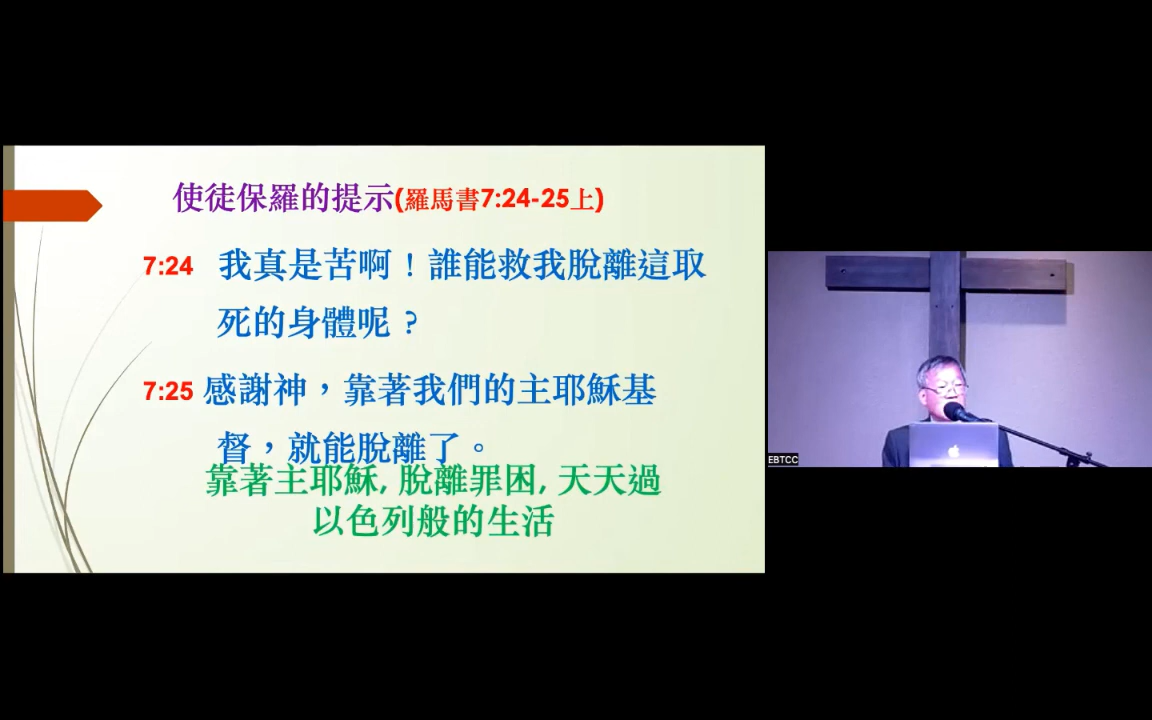 使徒保羅的提示(羅馬書7:24-25上)
7:24 我真是苦啊！誰能救我脫離這取
死的身體呢？
7:25 感謝神，靠著我們的主耶穌基
督，就能脫離了。
靠著主耶穌, 脫離罪困, 天天過
以色列般的生活
EBTCC